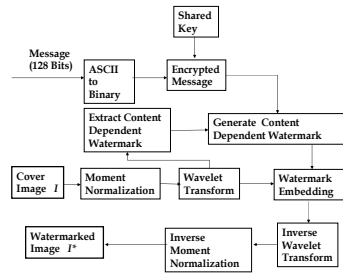 Shared
Key
Message
(128 Bits)
ASCII
to
Binary
Encrypted
Message
Extract Content
Dependent
Watermark
Generate Content
Dependent Watermark
Cover
Image I
Moment
Normalization
Wavelet
Transform
Watermark
Embedding
Watermarked
Image I*
Inverse
Moment
Normalization
Inverse
Wavelet
Transform